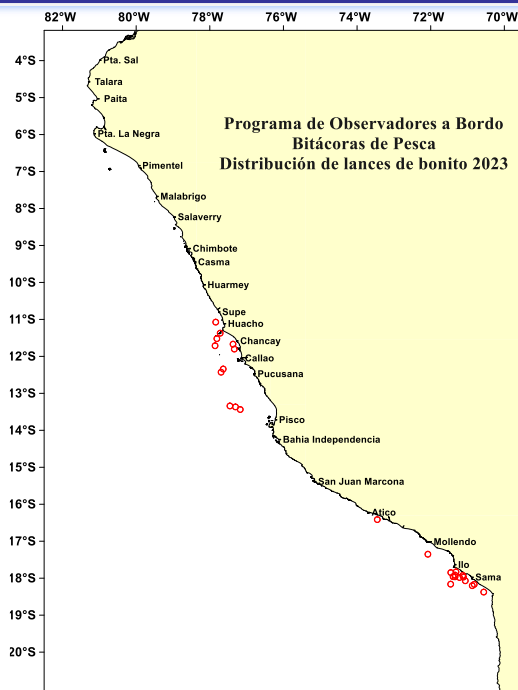 82°W 80°W 78°W 76°W 74°W 72°W 70°W
4°S
Pta. Sal
Talara
5°S
Paita
6°S
Pta. La Negra
Programa de Observadores a Bordo
Bitácoras de Pesca
Distribución de lances de bonito 2023
7°S
Pimentel
8°S
Malabrigo
Salaverry
9°S
Chimbote
Casma
10°S
Huarmey
11°S
Supe
Huacho
12°S
Chancay
Callao
Pucusana
13°S
14°S
Pisco
Bahia Independencia
15°S
San Juan Marcona
16°S
Atico
17°S
Mollendo
18°S
Ilo
Sama
19°S
20°S